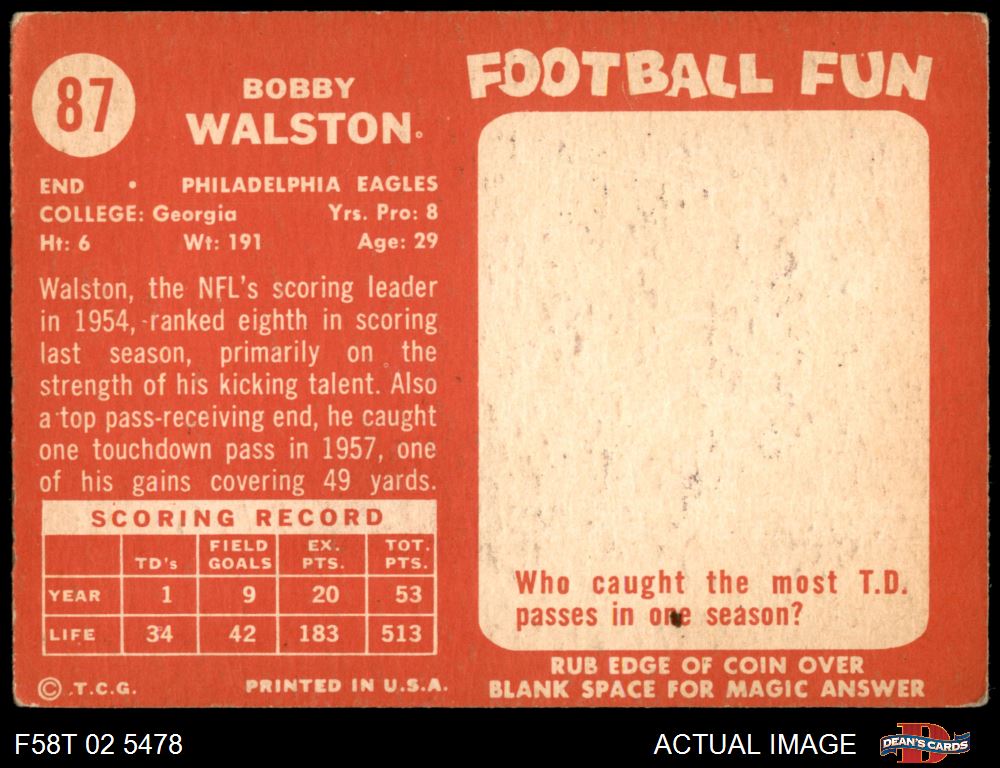 87
BOBBY
WALSTON
END • PHILADELPHIA EAGLES
COLLEGE: Georgia Yrs. Pro: 8
Ht: 6 Wt: 191 Age: 29
Walston, the NFL's scoring leader
in 1954, ranked eighth in scoring
last season, primarily on the
strength of his kicking talent. Also
a top pass-receiving end, he caught
one touchdown pass in 1957, one
of his gains covering 49 yards.
SCORING RECORD
TD's FIELD GOALS EX. PTS. TOT. PTS.
YEAR 1 9 20 53
LIFE 34 42 183 513
© T.C.G. PRINTED IN U.S.A.
FOOTBALL FUN
Who caught the most T.D.
passes in one season?
RUB EDGE OF COIN OVER
BLANK SPACE FOR MAGIC ANSWER
F58T 02 5478
ACTUAL IMAGE
DEAN'S CARDS